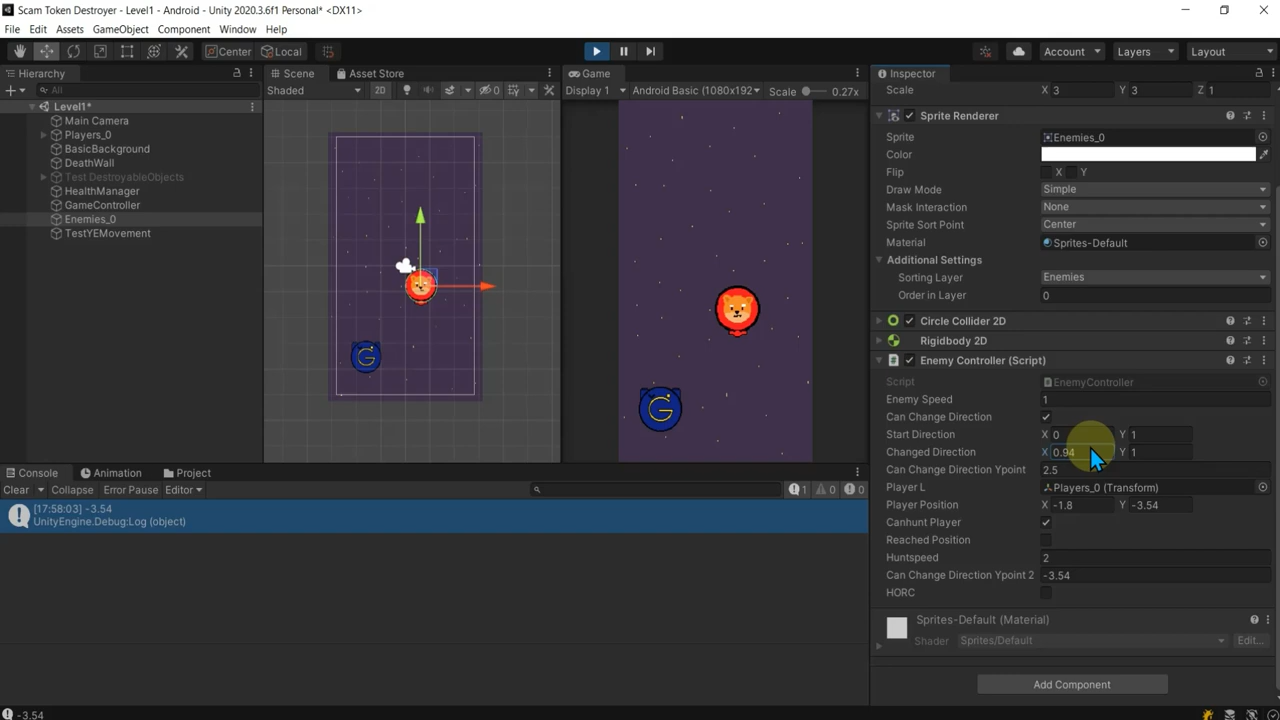 Scam Token Destroyer - Level1 - Android - Unity 2020.3.6f1 Personal* <DX11>
File Edit Assets GameObject Component Window Help
Center Local Account Layers Layout
Hierarchy Scene Asset Store Game Inspector
All Shaded 2D 0 Display 1 Android Basic (1080x192 Scale 0.27x
Scale X 3 Y 3 Z 1
Level1*
Main Camera
Players_0
BasicBackground
DeathWall
Test DestroyableObjects
HealthManager
GameController
Enemies_0
TestYEMovement
G
G
Sprite Renderer
Sprite Enemies_0
Color
Flip X Y
Draw Mode Simple
Mask Interaction None
Sprite Sort Point Center
Material Sprites-Default
Additional Settings
Sorting Layer Enemies
Order in Layer 0
Circle Collider 2D
Rigidbody 2D
Enemy Controller (Script)
Script EnemyController
Enemy Speed 1
Can Change Direction
Start Direction X 0 Y 1
Changed Direction X 0.94 Y 1
Can Change Direction Ypoint 2.5
Player L Players_0 (Transform)
Player Position X -1.8 Y -3.54
Canhunt Player
Reached Position
Huntspeed 2
Can Change Direction Ypoint 2 -3.54
HORC
Sprites-Default (Material)
Shader Sprites/Default Edit...
Add Component
Console Animation Project
Clear Collapse Error Pause Editor 1 0 0
[17:58:03] -3.54
UnityEngine.Debug:Log (object)
-3.54